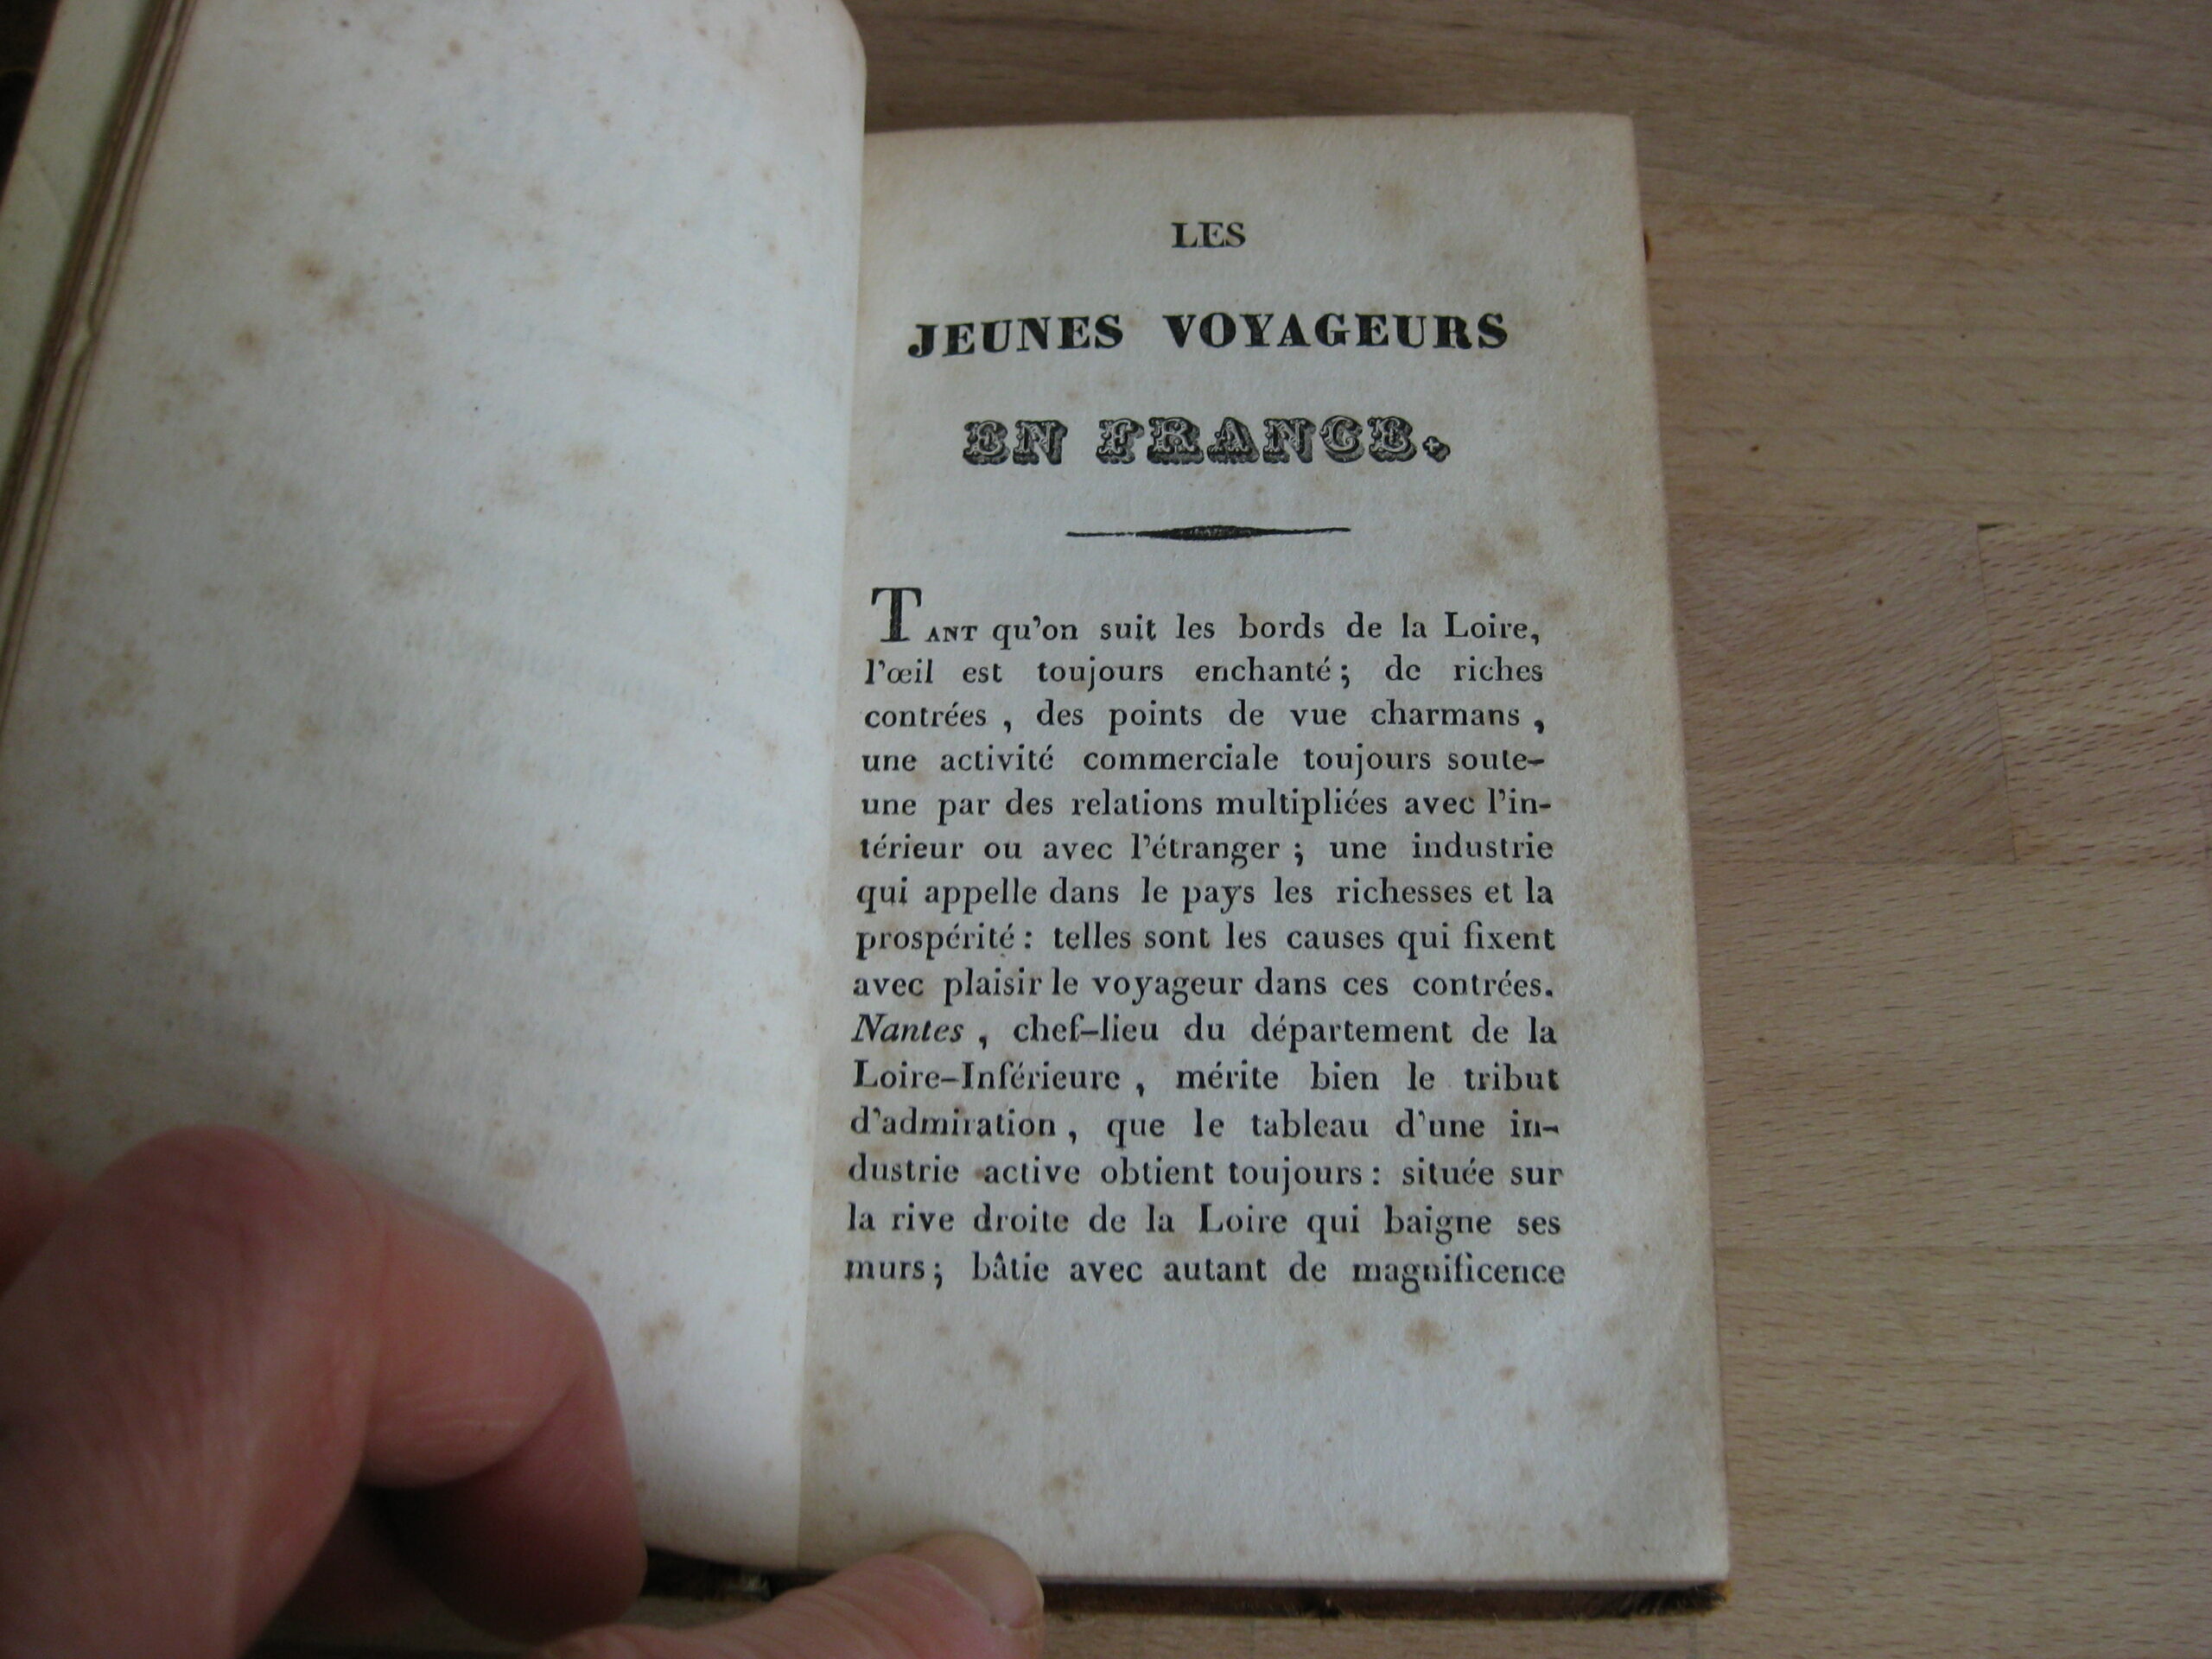 LES
JEUNES VOYAGEURS
EN FRANCE.
TANT qu'on suit les bords de la Loire,
l'œil est toujours enchanté; de riches
contrées , des points de vue charmans ,
une activité commerciale toujours soute-
une par des relations multipliées avec l'in-
térieur ou avec l'étranger ; une industrie
qui appelle dans le pays les richesses et la
prospérité : telles sont les causes qui fixent
avec plaisir le voyageur dans ces contrées.
Nantes , chef-lieu du département de la
Loire-Inférieure , mérite bien le tribut
d'admiration , que le tableau d'une in-
dustrie active obtient toujours : située sur
la rive droite de la Loire qui baigne ses
murs ; bâtie avec autant de magnificence